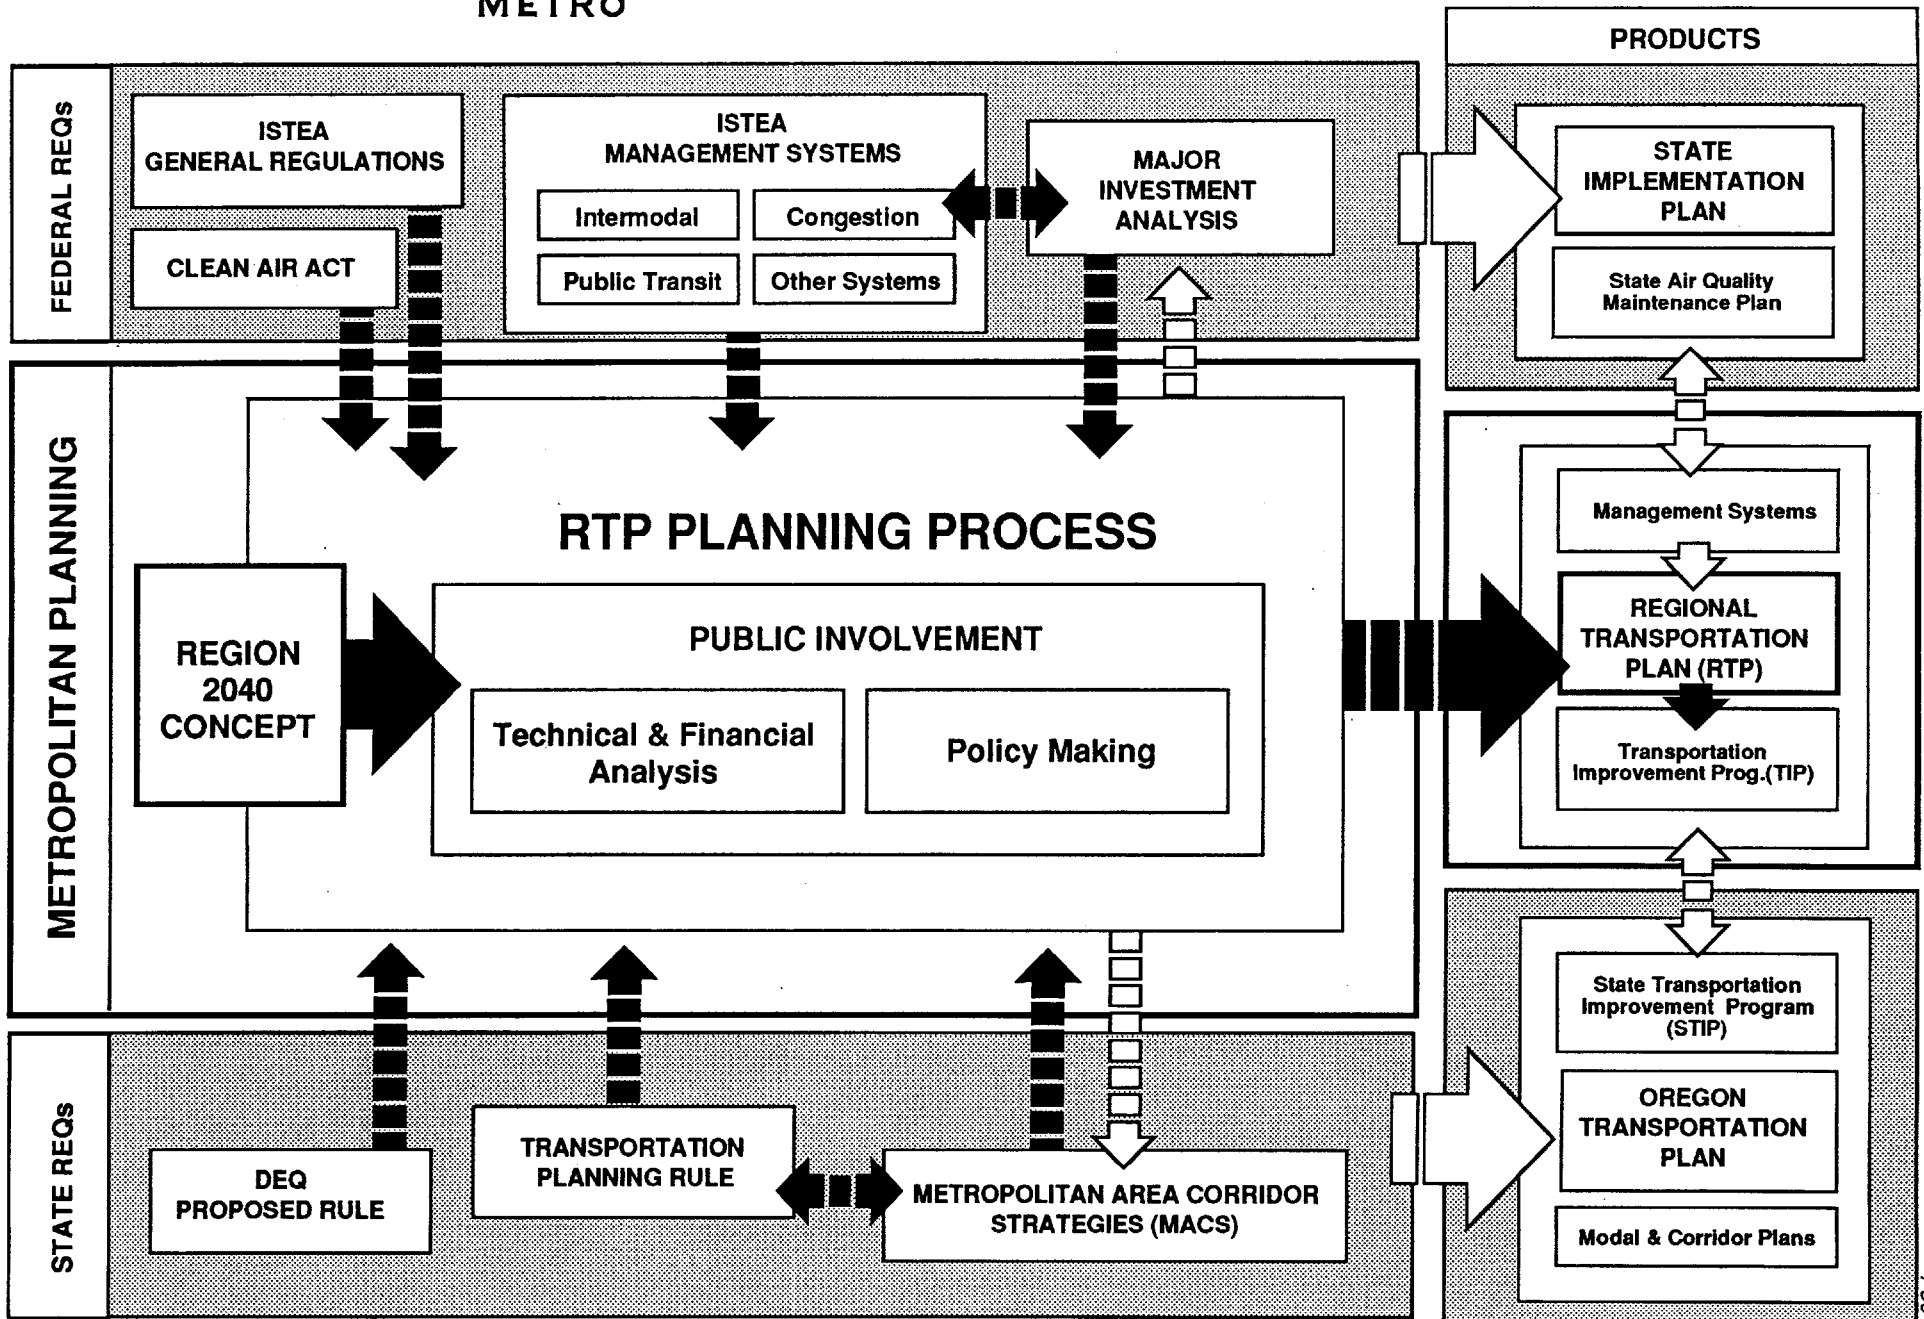 METRO
PRODUCTS
FEDERAL REQs
ISTEA
GENERAL REGULATIONS
CLEAN AIR ACT
ISTEA
MANAGEMENT SYSTEMS
Intermodal
Congestion
Public Transit
Other Systems
MAJOR
INVESTMENT
ANALYSIS
STATE
IMPLEMENTATION
PLAN
State Air Quality
Maintenance Plan
METROPOLITAN PLANNING
RTP PLANNING PROCESS
REGION
2040
CONCEPT
PUBLIC INVOLVEMENT
Technical & Financial
Analysis
Policy Making
Management Systems
REGIONAL
TRANSPORTATION
PLAN (RTP)
Transportation
Improvement Prog.(TIP)
STATE REQs
DEQ
PROPOSED RULE
TRANSPORTATION
PLANNING RULE
METROPOLITAN AREA CORRIDOR
STRATEGIES (MACS)
State Transportation
Improvement Program
(STIP)
OREGON
TRANSPORTATION
PLAN
Modal & Corridor Plans